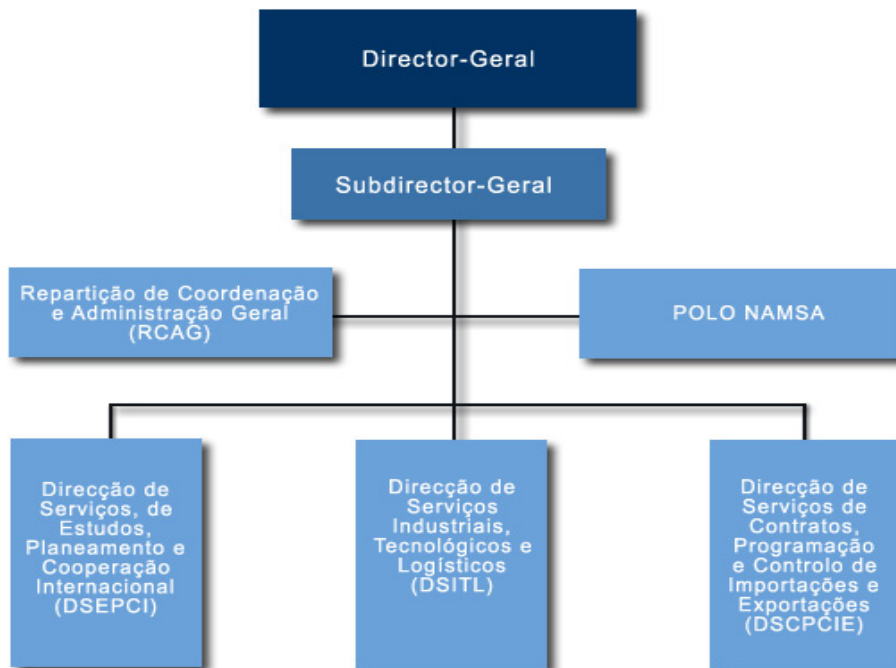 Director-Geral
Subdirector-Geral
Repartição de Coordenação
e Administração Geral
(RCAG)
POLO NAMSA
Direcção de
Serviços, de
Estudos,
Planeamento e
Cooperação
Internacional
(DSEPCI)
Direcção de
Serviços
Industriais,
Tecnológicos e
Logísticos
(DSITL)
Direcção de
Serviços de
Contratos,
Programação
e Controlo de
Importações e
Exportações
(DSCPCIE)